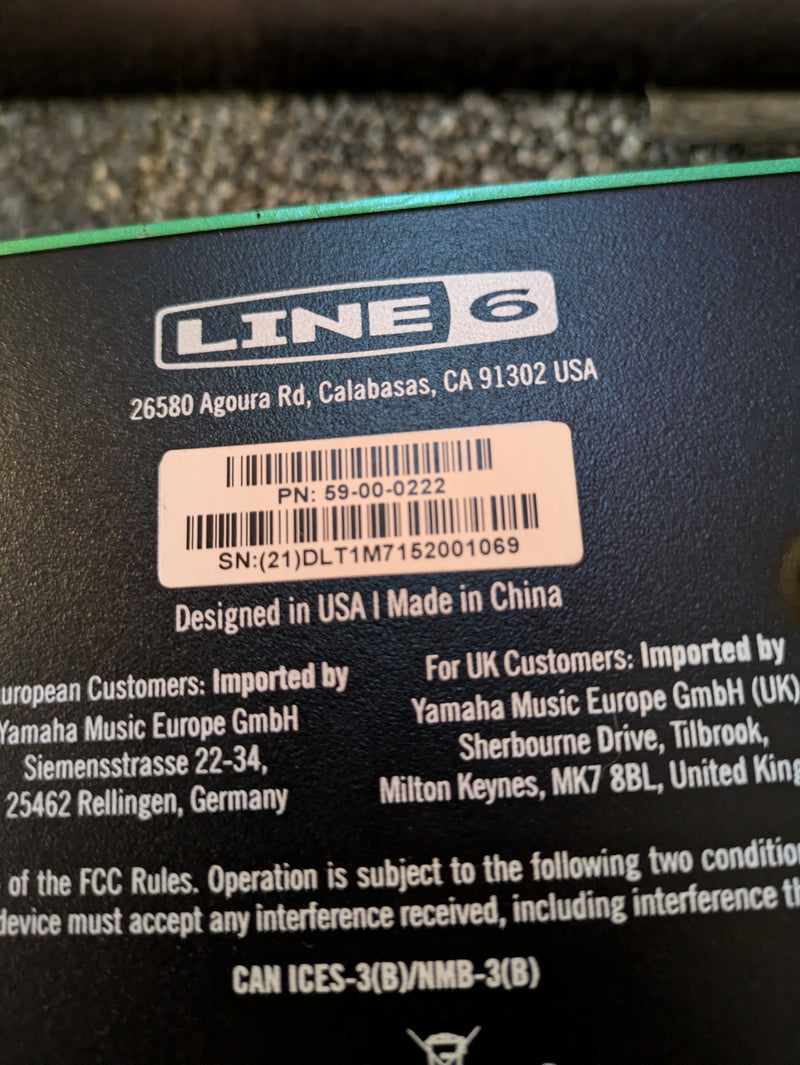 LINE 6
26580 Agoura Rd, Calabasas, CA 91302 USA
PN: 59-00-0222
SN:(21)DLT1M7152001069
Designed in USA | Made in China
uropean Customers: Imported by
Yamaha Music Europe GmbH
Siemensstrasse 22-34,
25462 Rellingen, Germany
For UK Customers: Imported by
Yamaha Music Europe GmbH (UK)
Sherbourne Drive, Tilbrook,
Milton Keynes, MK7 8BL, United King
of the FCC Rules. Operation is subject to the following two conditio
device must accept any interference received, including interference th
CAN ICES-3(B)/NMB-3(B)